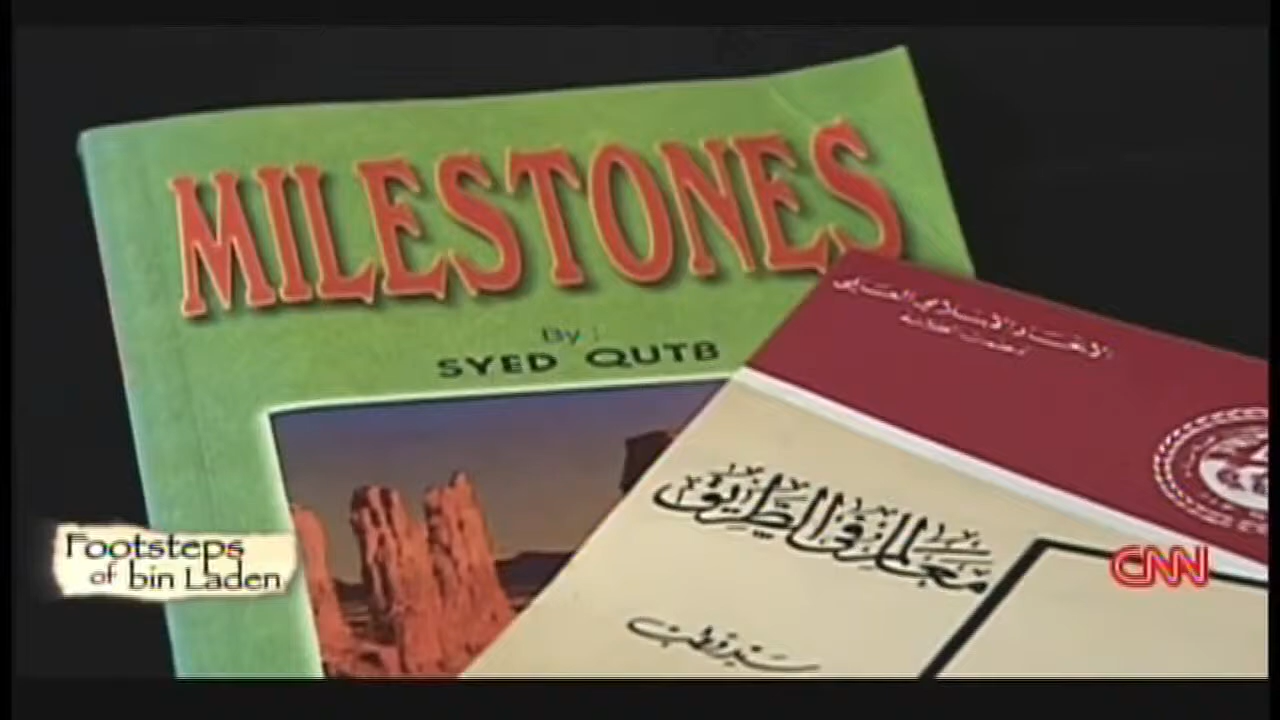 MILESTONES
By :
SYED QUTB
معالم في الطريق
سيد قطب
Footsteps
of bin Laden
CNN